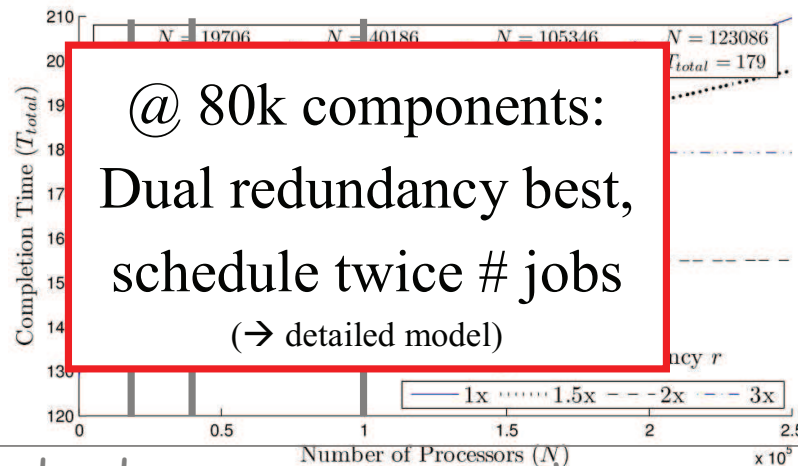 210
N = 19706 N = 40186 N = 105346 N = 123086
20
T_total = 179
@ 80k components:
19
18
Dual redundancy best,
17
16
schedule twice # jobs
15
14
(→ detailed model)
ncy r
130
1x 1.5x 2x 3x
120
0 0.5 1 1.5 2 2.5
Number of Processors (N)
x 10^5
Completion Time (T_total)